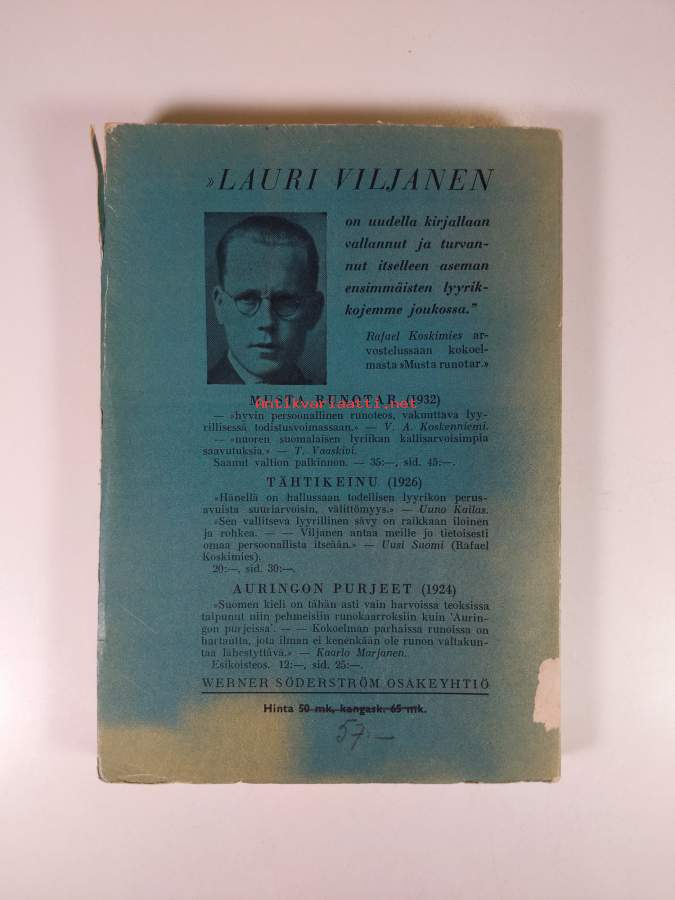 »LAURI VILJANEN
on uudella kirjallaan
vallannut ja turvan-
nut itselleen aseman
ensimmäisten lyyrik-
kojemme joukossa.”
Rafael Koskimies ar-
vostelussaan kokoel-
masta »Musta runotar.»
MUSTA RUNOTAR (1932)
Antikvariaatti.net
— »hyvin persoonallinen runoteos, vakuuttava lyy-
rillisessä todistusvoimassaan.» — V. A. Koskenniemi.
— »nuoren suomalaisen lyriikan kallisarvoisimpia
saavutuksia.» — T. Vaaskivi.
Saanut valtion palkinnon. — 35:—, sid. 45:—.
TÄHTIKEINU (1926)
»Hänellä on hallussaan todellisen lyyrikon perus-
avuista suuriarvoisin, välittömyys.» — Uuno Kailas.
»Sen vallitseva lyyrillinen sävy on raikkaan iloinen
ja rohkea. — — Viljanen antaa meille jo tietoisesti
omaa persoonallista itseään.» — Uusi Suomi (Rafael
Koskimies).
20:—, sid. 30:—.
AURINGON PURJEET (1924)
»Suomen kieli on tähän asti vain harvoissa teoksissa
taipunut niin pehmeisiin runokaarroksiin kuin 'Aurin-
gon purjeissa'. — — Kokoelman parhaissa runoissa on
hartautta, jota ilman ei kenenkään ole runon valtakun-
taa lähestyttävä.» — Kaarlo Marjanen.
Esikoisteos. 12:—, sid. 25:—.
WERNER SÖDERSTRÖM OSAKEYHTIÖ
Hinta 50 mk, kangask. 65 mk.
57:—